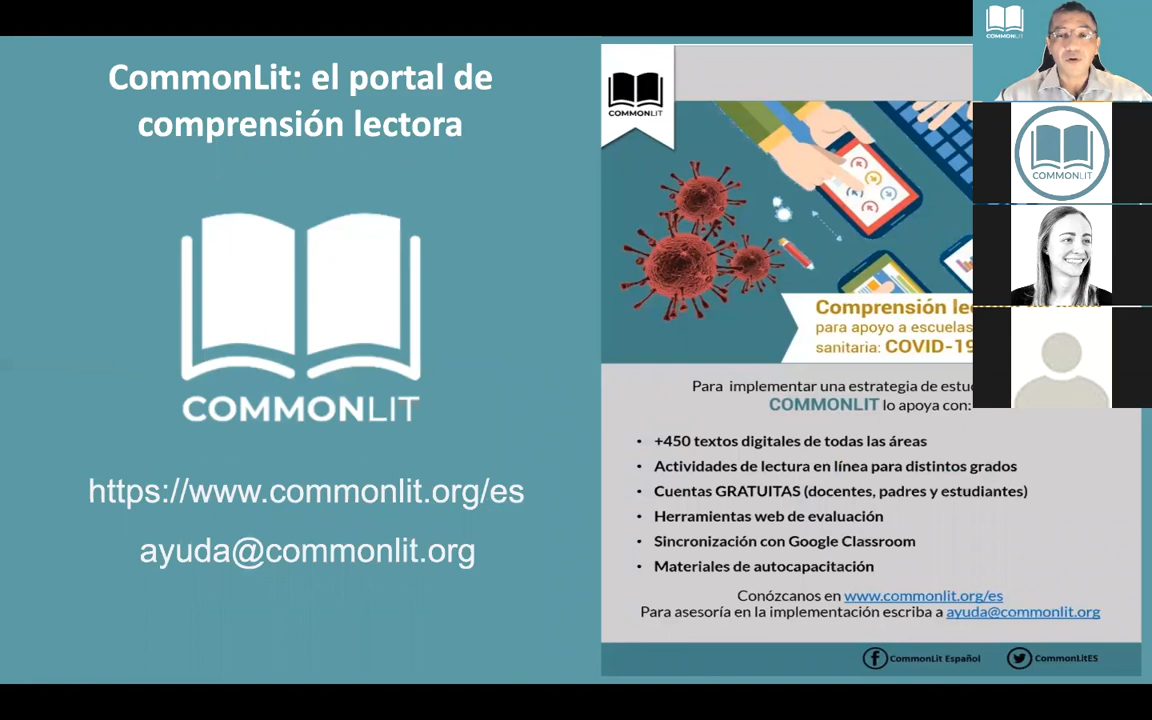 CommonLit: el portal de
comprensión lectora
COMMONLIT
https://www.commonlit.org/es
ayuda@commonlit.org
COMMONLIT
Comprensión
para apoyo a escuelas
sanitaria: COVID-19
Para implementar una estrategia de
COMMONLIT lo apoya con:
• +450 textos digitales de todas las áreas
• Actividades de lectura en línea para distintos grados
• Cuentas GRATUITAS (docentes, padres y estudiantes)
• Herramientas web de evaluación
• Sincronización con Google Classroom
• Materiales de autocapacitación
Conózcanos en www.commonlit.org/es
Para asesoría en la implementación escriba a ayuda@commonlit.org
CommonLit Español
CommonLitES
COMMONLIT
COMMONLIT